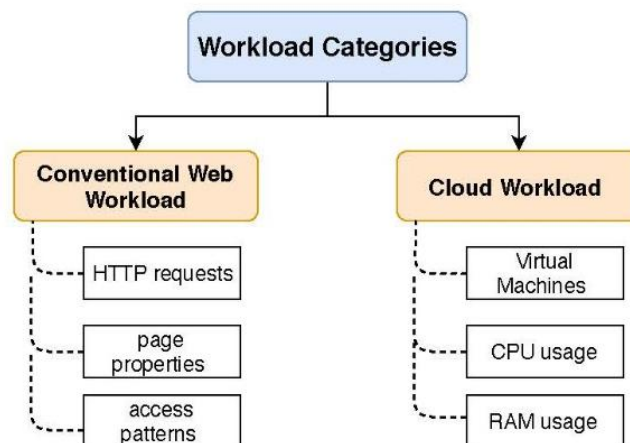 Workload Categories
Conventional Web
Workload
HTTP requests
page
properties
access
patterns
Cloud Workload
Virtual
Machines
CPU usage
RAM usage